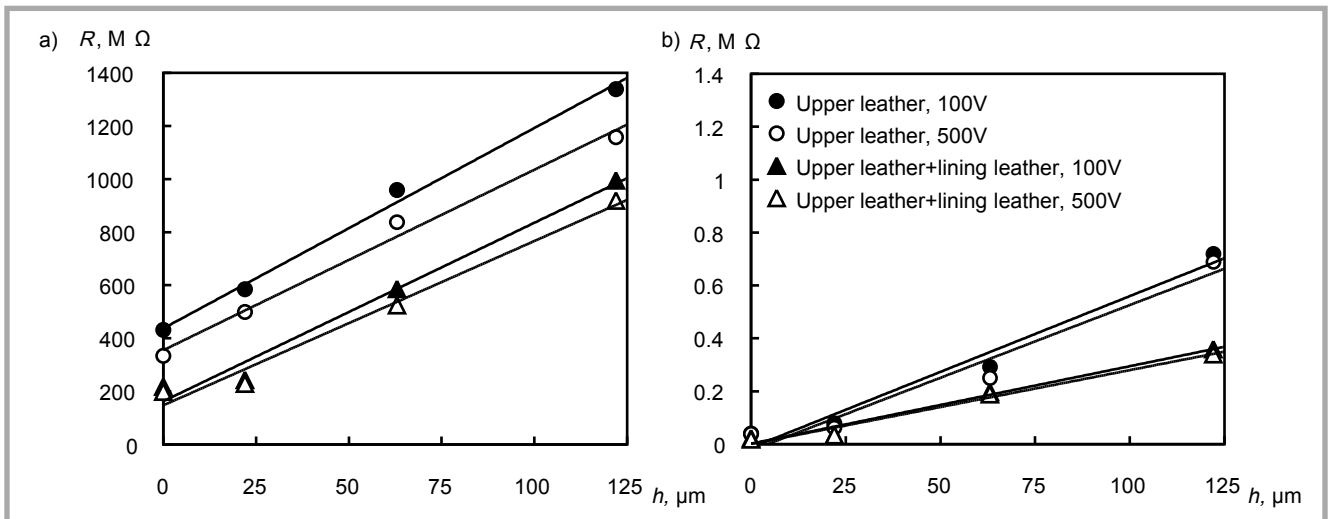 a) R, M Ω
1400
1200
1000
800
600
400
200
0
0 25 50 75 100 125 h, µm
b) R, M Ω
1.4
1.2
1
0.8
0.6
0.4
0.2
0
0 25 50 75 100 125 h, µm
Upper leather, 100V
Upper leather, 500V
Upper leather+lining leather, 100V
Upper leather+lining leather, 500V